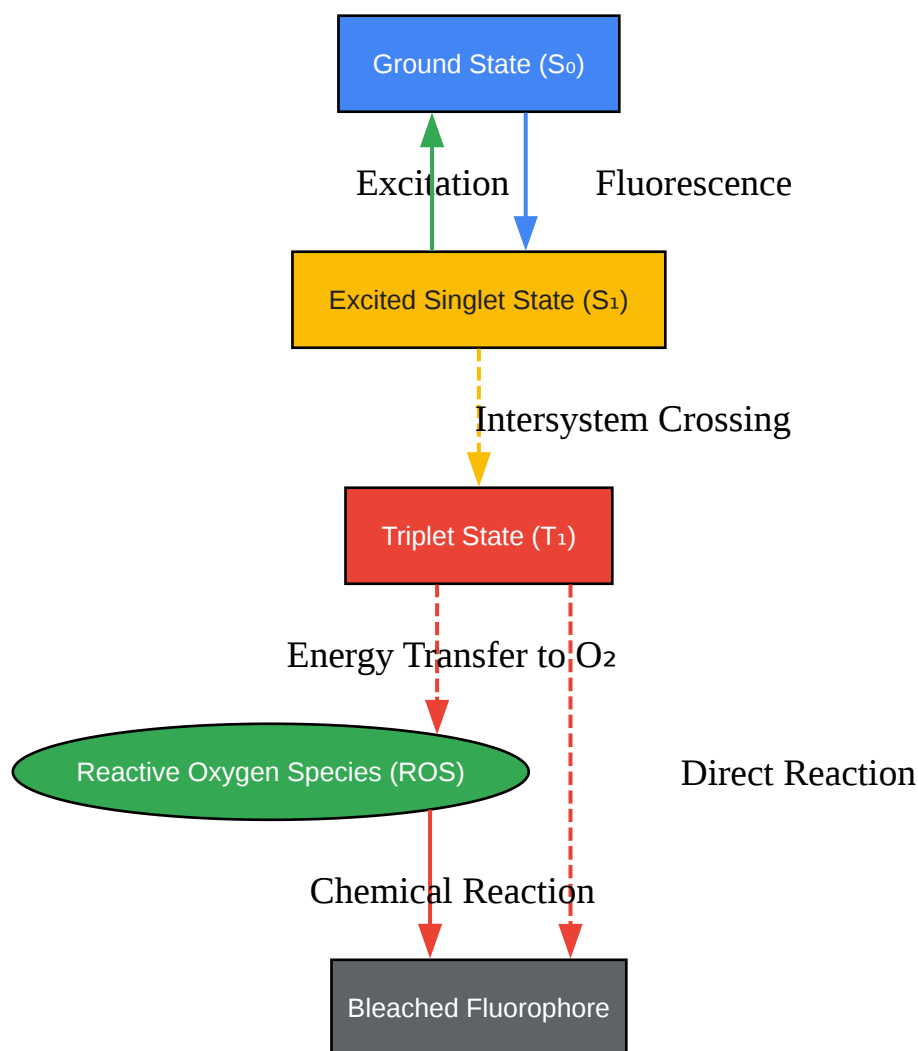 Ground State (S₀)
Excitation
Fluorescence
Excited Singlet State (S₁)
Intersystem Crossing
Triplet State (T₁)
Energy Transfer to O₂
Reactive Oxygen Species (ROS)
Direct Reaction
Chemical Reaction
Bleached Fluorophore